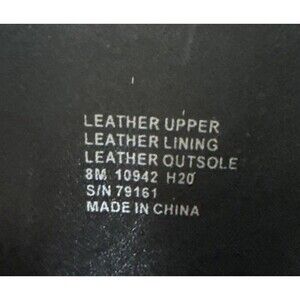 LEATHER UPPER
LEATHER LINING
LEATHER OUTSOLE
8M 10942 H20
S/N 79161
MADE IN CHINA